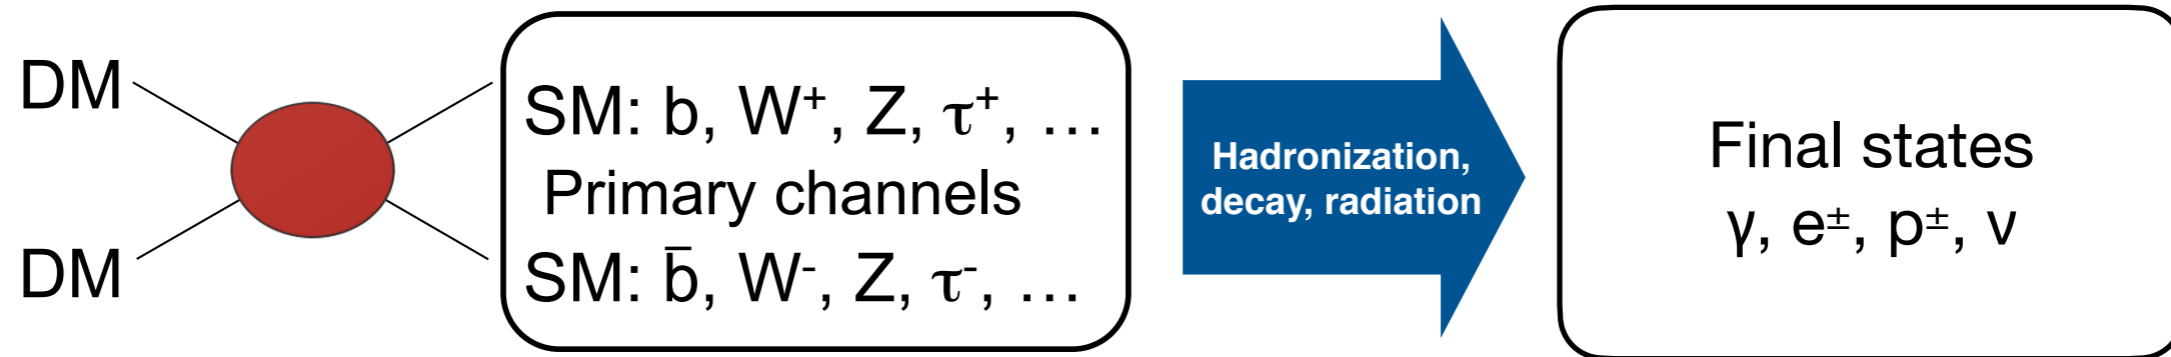 DM
DM
SM: b, W⁺, Z, τ⁺, …
Primary channels
SM: b̄, W⁻, Z, τ⁻, …
Hadronization,
decay, radiation
Final states
γ, e±, p±, ν